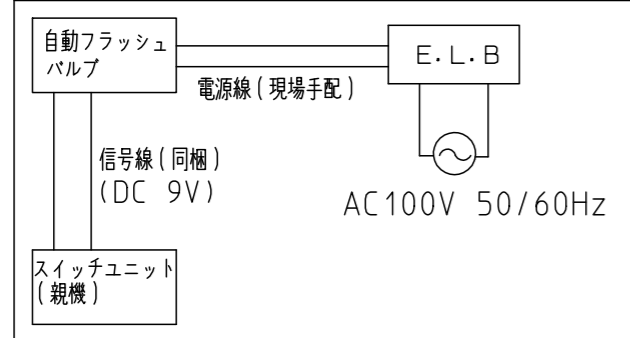 自動フラッシュ
バルブ
E.L.B
電源線(現場手配)
信号線(同梱)
(DC 9V)
AC100V 50/60Hz
スイッチユニット
(親機)